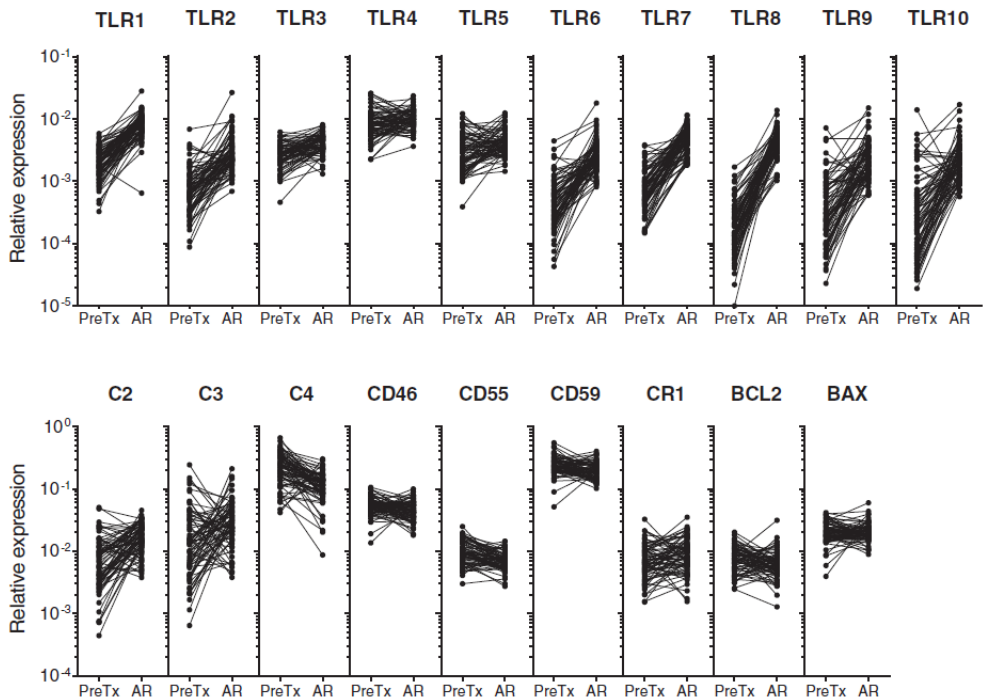 TLR1 TLR2 TLR3 TLR4 TLR5 TLR6 TLR7 TLR8 TLR9 TLR10
Relative expression
10-1
10-2
10-3
10-4
10-5
PreTx AR PreTx AR PreTx AR PreTx AR PreTx AR PreTx AR PreTx AR PreTx AR PreTx AR PreTx AR
C2 C3 C4 CD46 CD55 CD59 CR1 BCL2 BAX
Relative expression
100
10-1
10-2
10-3
10-4
PreTx AR PreTx AR PreTx AR PreTx AR PreTx AR PreTx AR PreTx AR PreTx AR PreTx AR